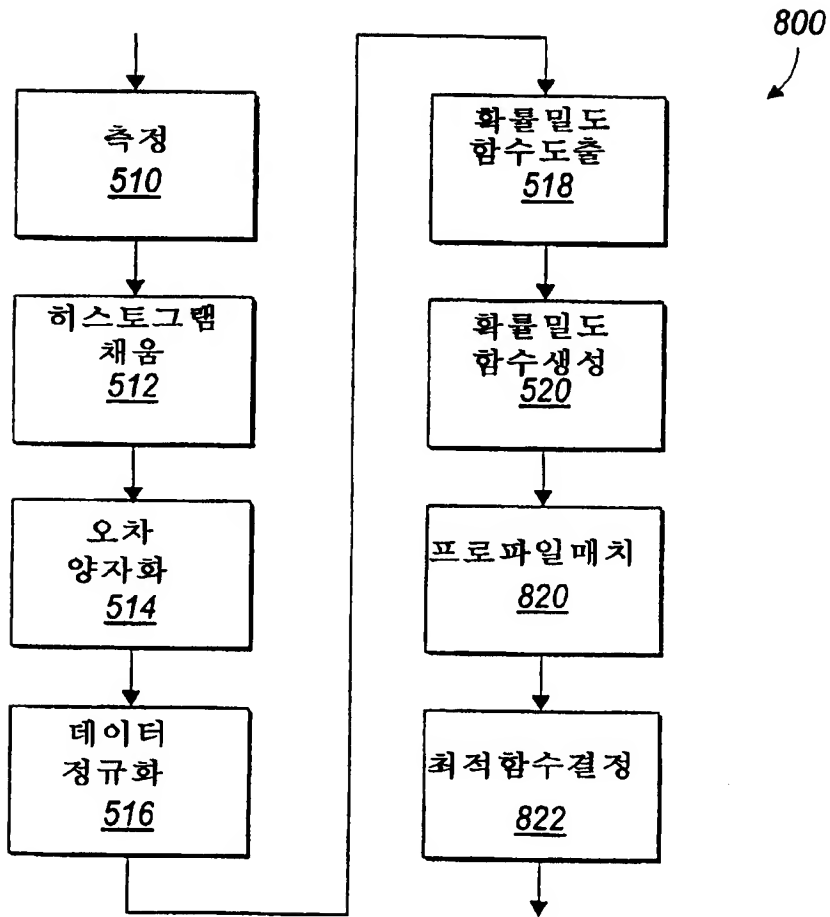 800
측정
510
히스토그램
채움
512
오차
양자화
514
데이터
정규화
516
확률밀도
함수도출
518
확률밀도
함수생성
520
프로파일매치
820
최적함수결정
822